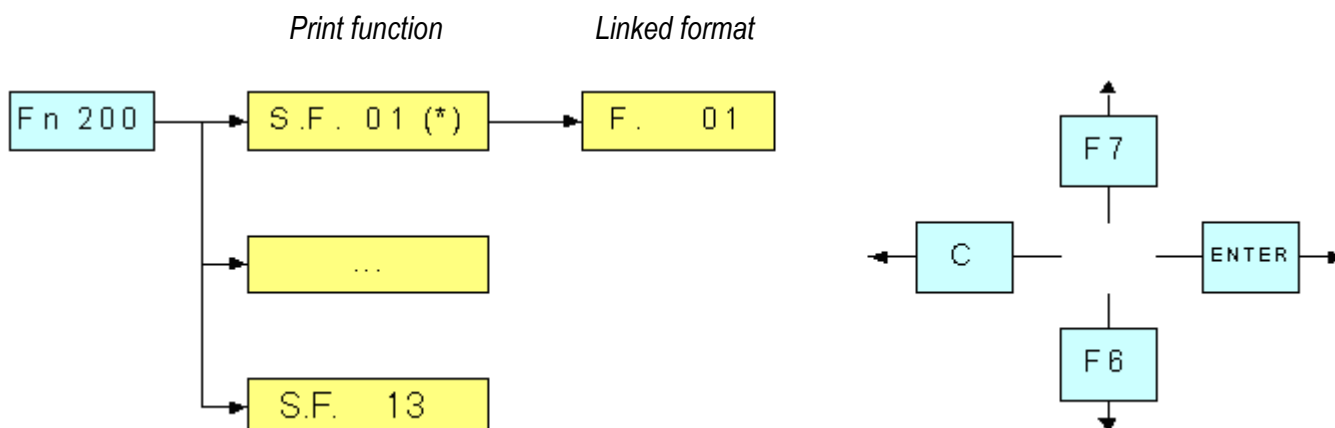 Print function
Linked format
Fn 200
S.F. 01 (*)
F. 01
F7
C
ENTER
...
F6
S.F. 13